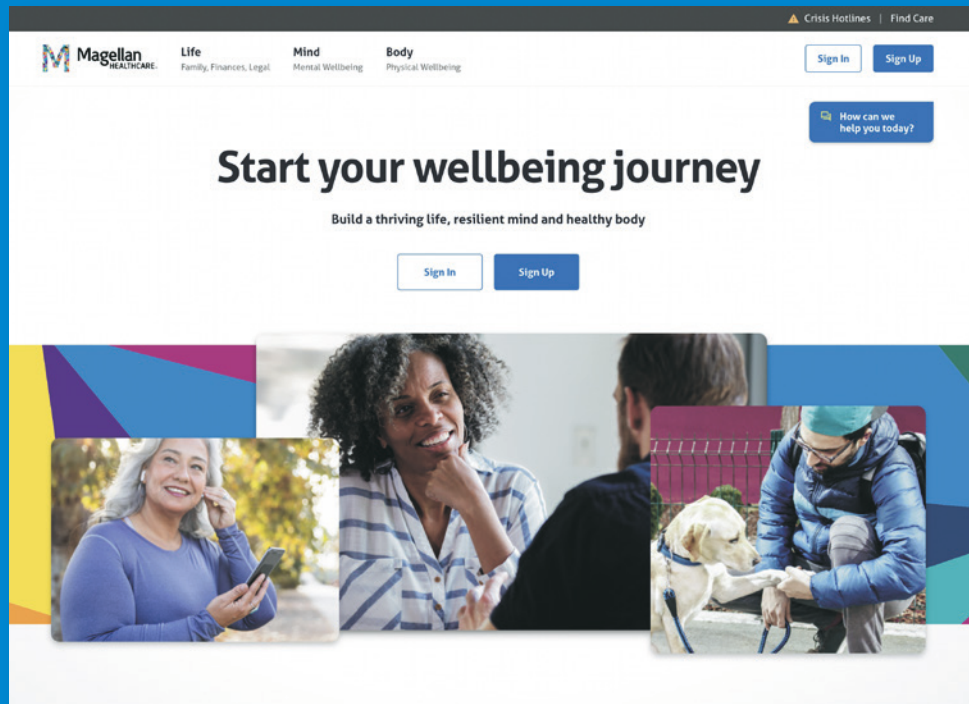 Crisis Hotlines | Find Care
Magellan
HEALTHCARE.
Life
Family, Finances, Legal
Mind
Mental Wellbeing
Body
Physical Wellbeing
Sign In
Sign Up
How can we
help you today?
Start your wellbeing journey
Build a thriving life, resilient mind and healthy body
Sign In
Sign Up